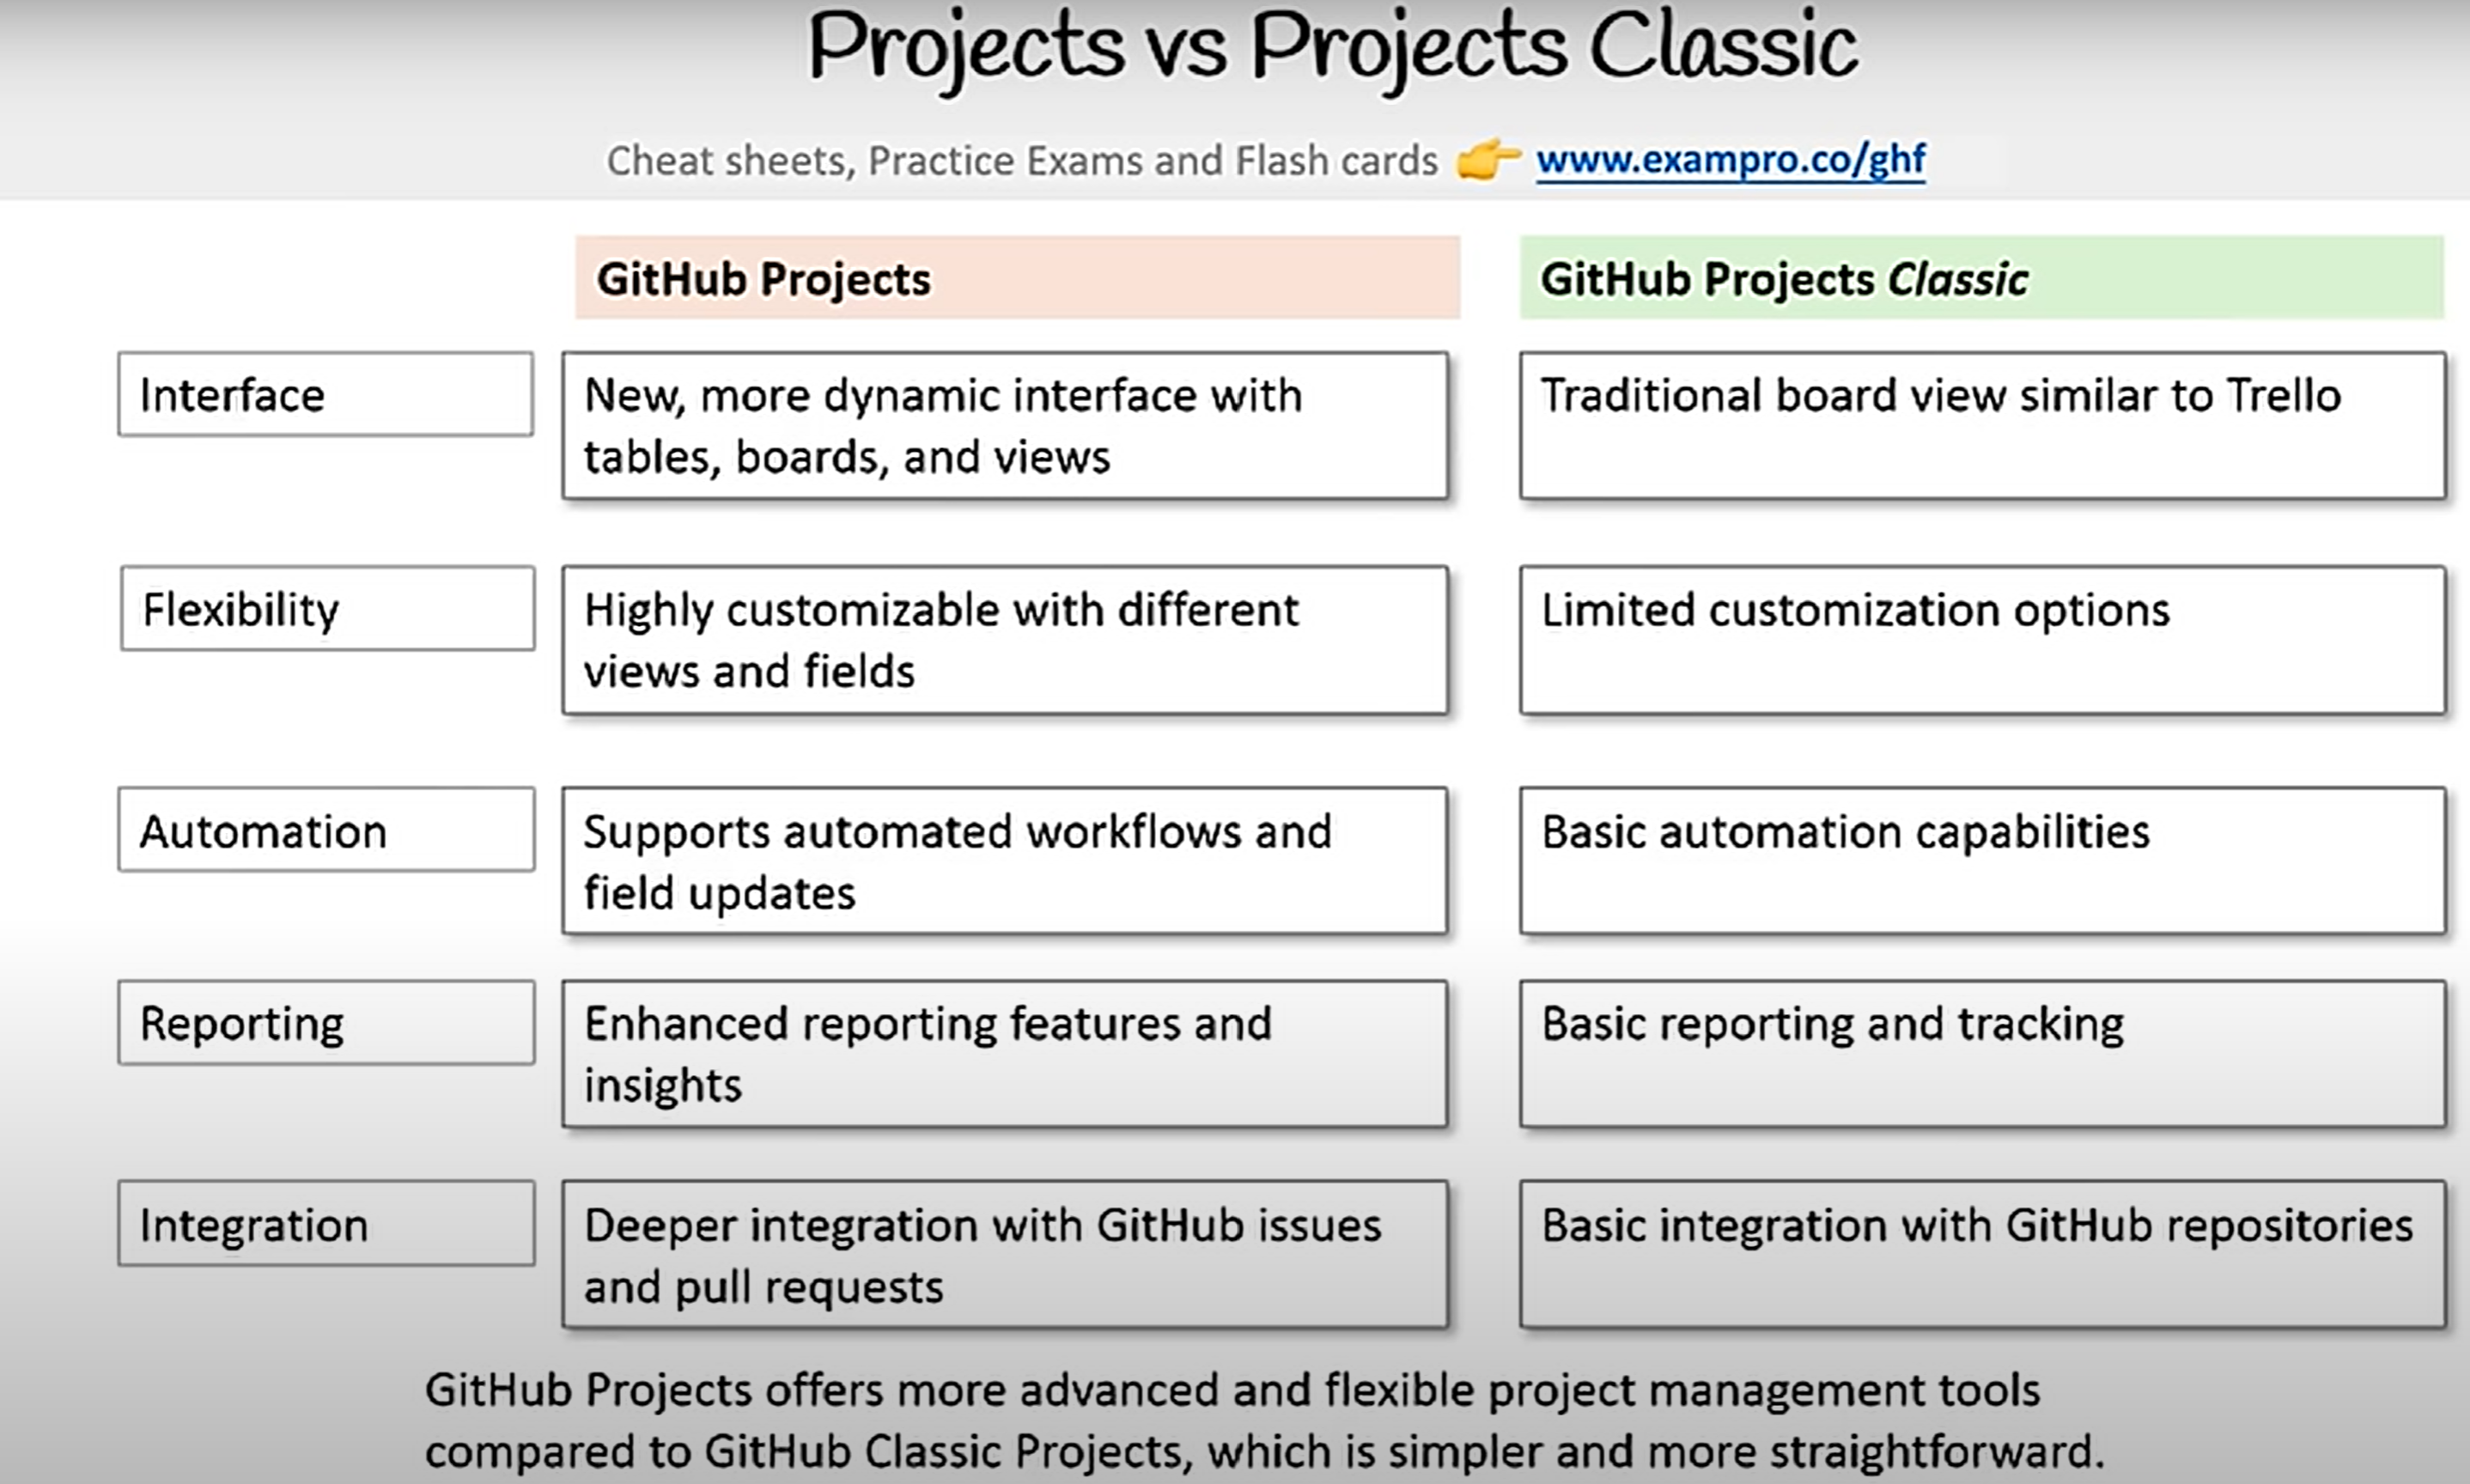 Projects vs Projects Classic
Cheat sheets, Practice Exams and Flash cards 👉 www.exampro.co/ghf
GitHub Projects
GitHub Projects Classic
Interface
New, more dynamic interface with
tables, boards, and views
Traditional board view similar to Trello
Flexibility
Highly customizable with different
views and fields
Limited customization options
Automation
Supports automated workflows and
field updates
Basic automation capabilities
Reporting
Enhanced reporting features and
insights
Basic reporting and tracking
Integration
Deeper integration with GitHub issues
and pull requests
Basic integration with GitHub repositories
GitHub Projects offers more advanced and flexible project management tools
compared to GitHub Classic Projects, which is simpler and more straightforward.